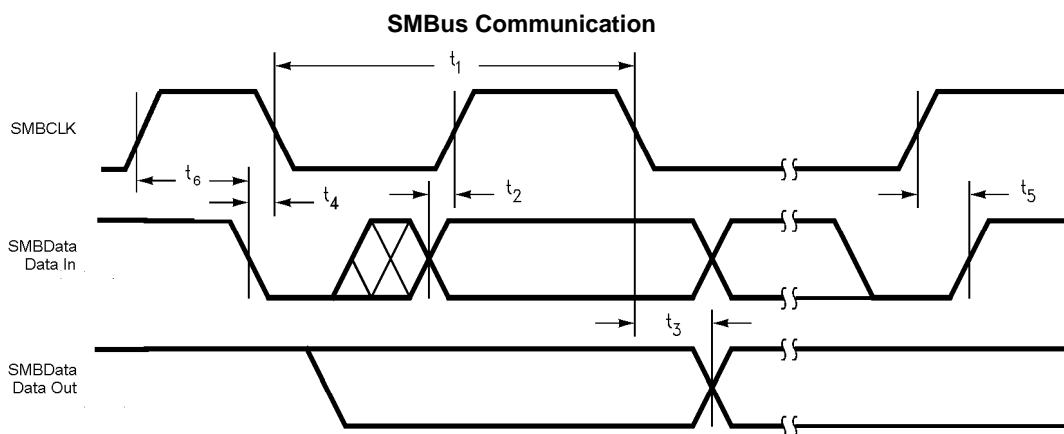 SMBus Communication
t1
SMBCLK
t6
t4
t2
t5
SMBData
Data In
t3
SMBData
Data Out